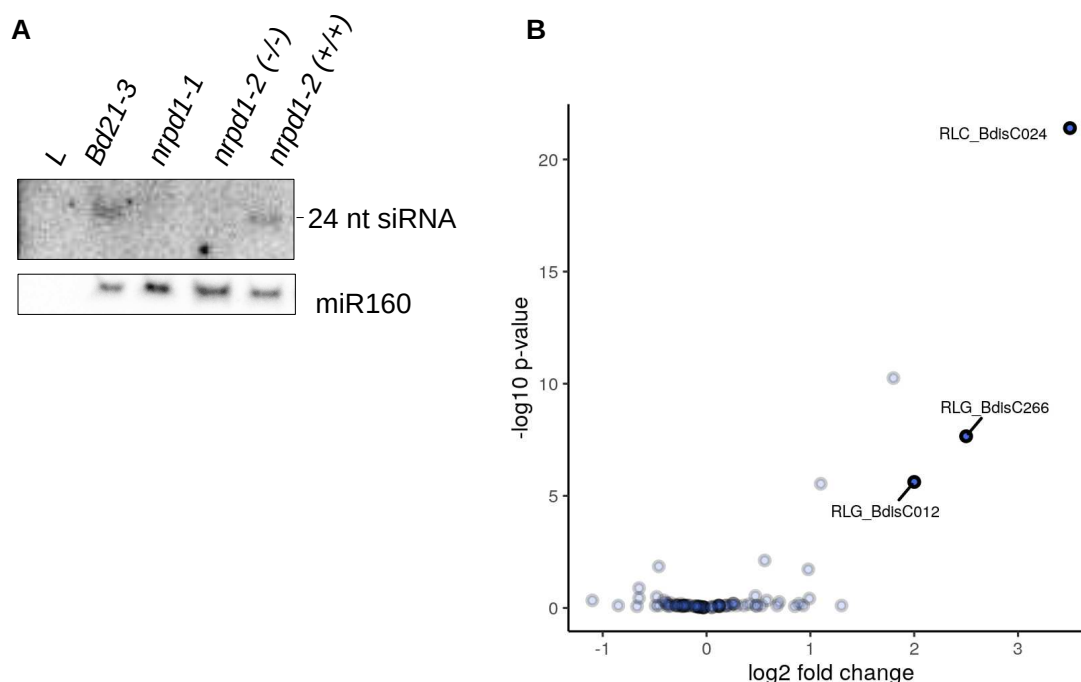 A
L
Bd21-3
nrpd1-1
nrpd1-2 (-/-)
nrpd1-2 (+/+)
24 nt siRNA
miR160
B
RLC_BdisC024
RLG_BdisC266
RLG_BdisC012
20
15
10
5
0
-log10 p-value
-1 0 1 2 3
log2 fold change